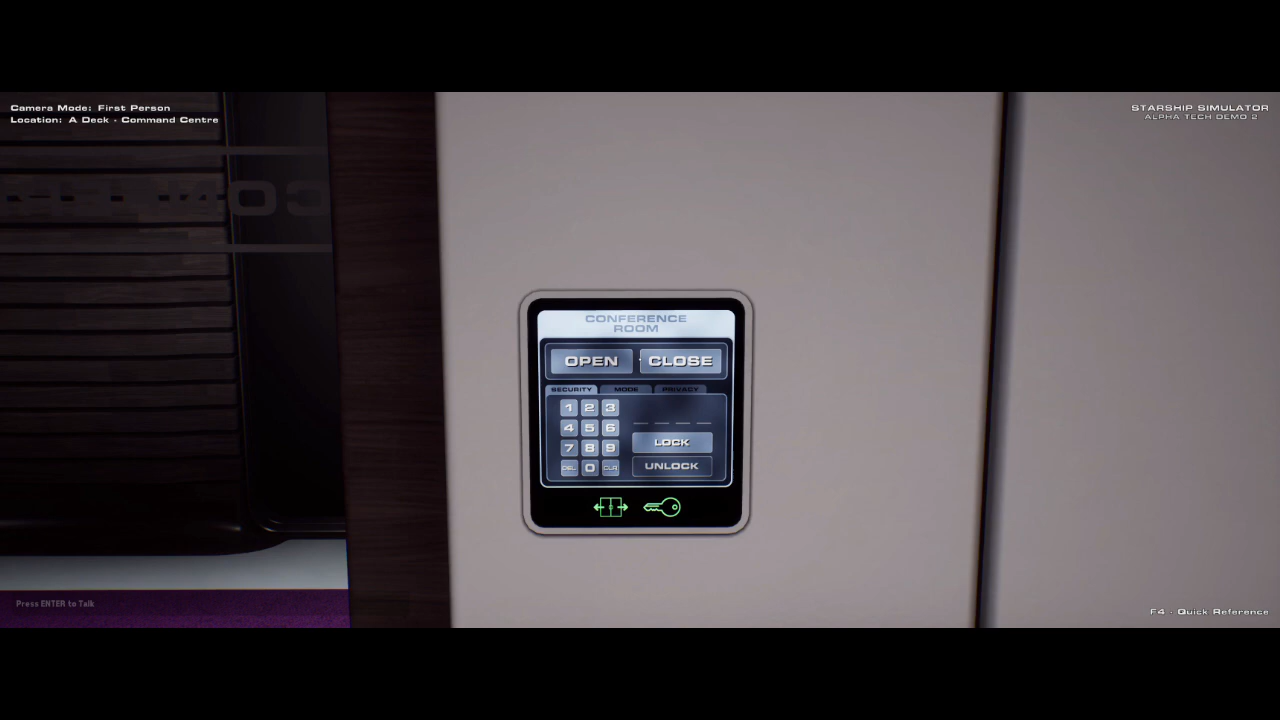 Camera Mode: First Person
Location: A Deck - Command Centre
STARSHIP SIMULATOR
ALPHA TECH DEMO 2
CONFERENCE
ROOM
OPEN CLOSE
SECURITY MODE PRIVACY
1 2 3
4 5 6
LOCK
7 8 9
UNLOCK
DEL 0 CLR
Press ENTER to Talk
F4 - Quick Reference